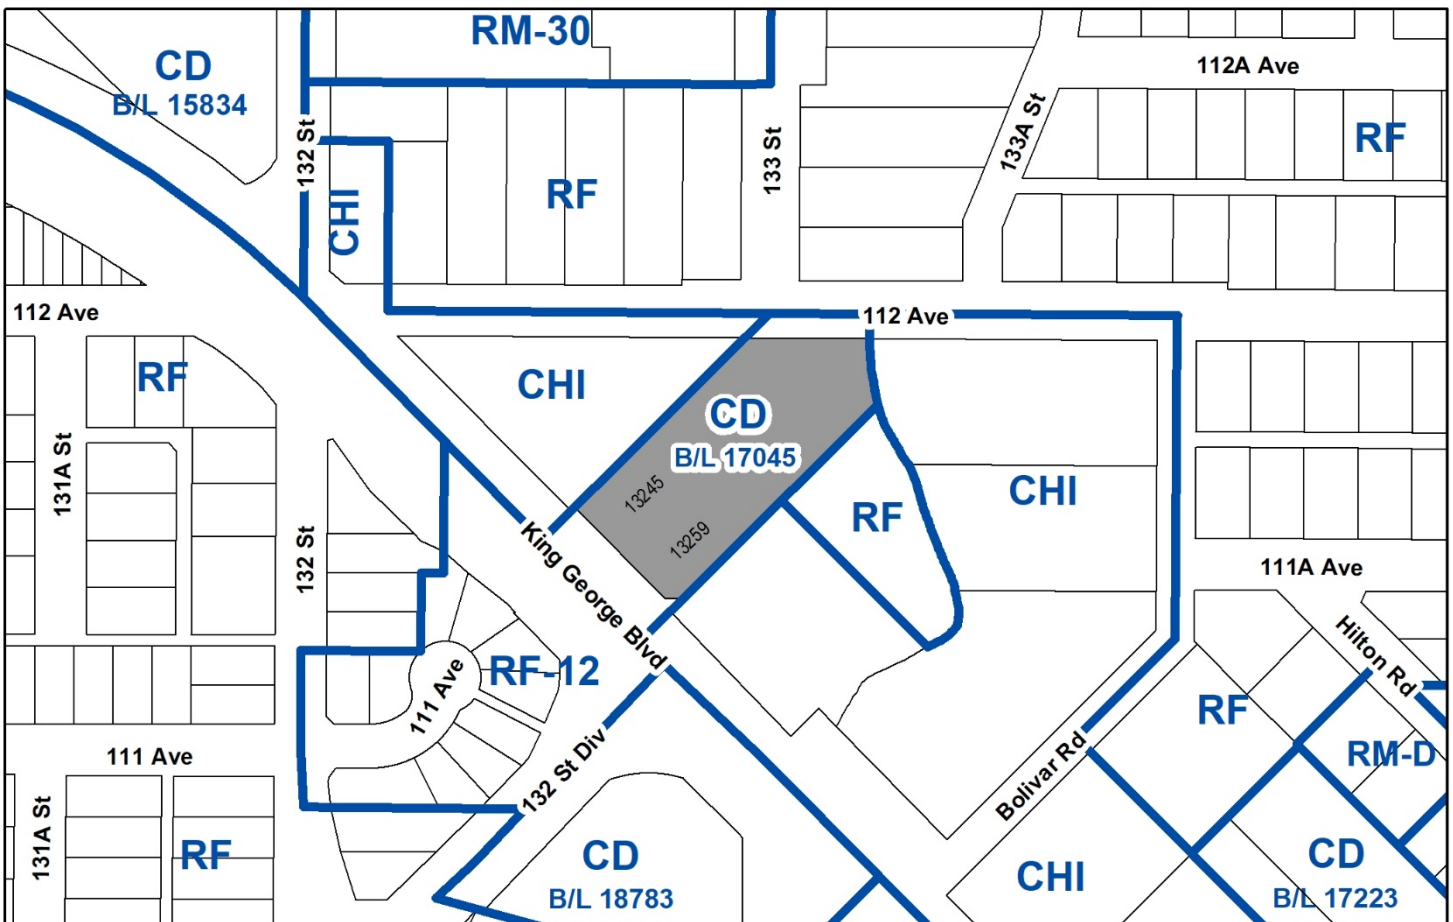 RM-30
CD
B/L 15834
112A Ave
132 St
133 St
133A St
RF
CHI
RF
112 Ave
112 Ave
RF
CHI
CD
B/L 17045
131A St
13245
13259
RF
CHI
132 St
King George Blvd
111A Ave
Hilton Rd
111 Ave
RF-12
RF
111 Ave
132 St Div
Bolivar Rd
RM-D
131A St
RF
CD
B/L 18783
CHI
CD
B/L 17223